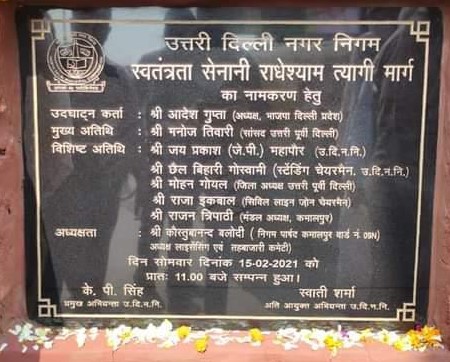 उत्तरी दिल्ली नगर निगम
स्वतंत्रता सेनानी राधेश्याम त्यागी मार्ग
का नामकरण हेतु
उदघाट्न कर्ता : श्री आदेश गुप्ता (अध्यक्ष, भाजपा दिल्ली प्रदेश)
मुख्य अतिथि : श्री मनोज तिवारी (सांसद उत्तरी पूर्वी दिल्ली)
विशिष्ट अतिथि : श्री जय प्रकाश (जे.पी.) महापौर (उ.दि.न.नि.)
श्री छैल बिहारी गोस्वामी (स्टेंडिंग चेयरमैन, उ.दि.न.नि.)
श्री मोहन गोयल (जिला अध्यक्ष उत्तरी पूर्वी दिल्ली)
श्री राजा इकबाल (सिविल लाइन जोन चेयरमैन)
श्री राजन त्रिपाठी (मंडल अध्यक्ष, कमालपुर)
अध्यक्षता : श्री कौस्तुबानन्द बलोदी ( निगम पार्षद कमालपुर वार्ड नं. 09N)
अध्यक्ष लाइसेंसिंग एवं तहबाजारी कमेटी)
दिन सोमवार दिनांक 15-02-2021 को
प्रातः 11.00 बजे सम्पन्न हुआ।
के. पी. सिंह
प्रमुख अभियन्ता उ.दि.न.नि.
स्वाती शर्मा
अति आयुक्त अभियन्ता उ.दि.न.नि.